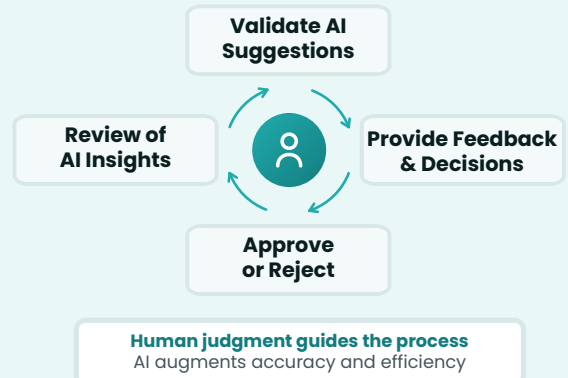 Validate AI
Suggestions
Review of
AI Insights
Provide Feedback
& Decisions
Approve
or Reject
Human judgment guides the process
AI augments accuracy and efficiency